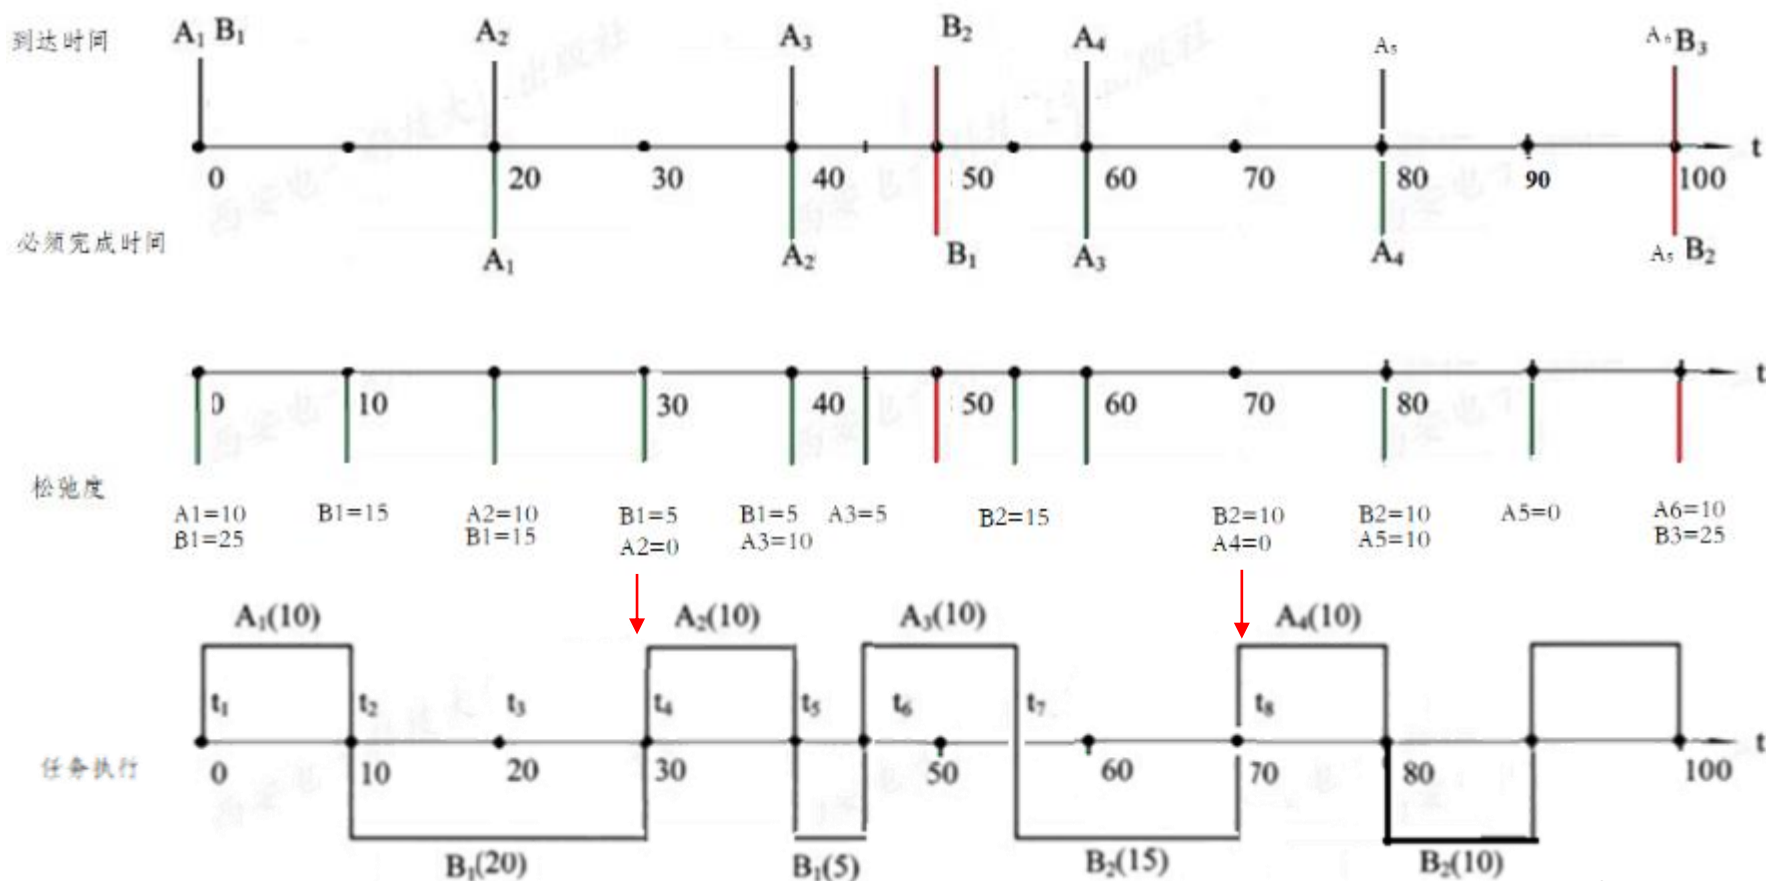 到达时间
A₁ B₁ A₂ A₃ B₂ A₄ A₅ A₆ B₃
t
0 20 30 40 50 60 70 80 90 100
必须完成时间
A₁ A₂ B₁ A₃ A₄ A₅ B₂
t
0 10 30 40 50 60 70 80
松弛度
A1=10 B1=15 A2=10 B1=5 B1=5 A3=5 B2=15 B2=10 B2=10 A5=0 A6=10
B1=25 B1=15 A2=0 A3=10 A4=0 A5=10 B3=25
A₁(10) A₂(10) A₃(10) A₄(10)
t₁ t₂ t₃ t₄ t₅ t₆ t₇ t₈
t
任务执行
0 10 20 30 50 60 70 80 100
B₁(20) B₁(5) B₂(15) B₂(10)